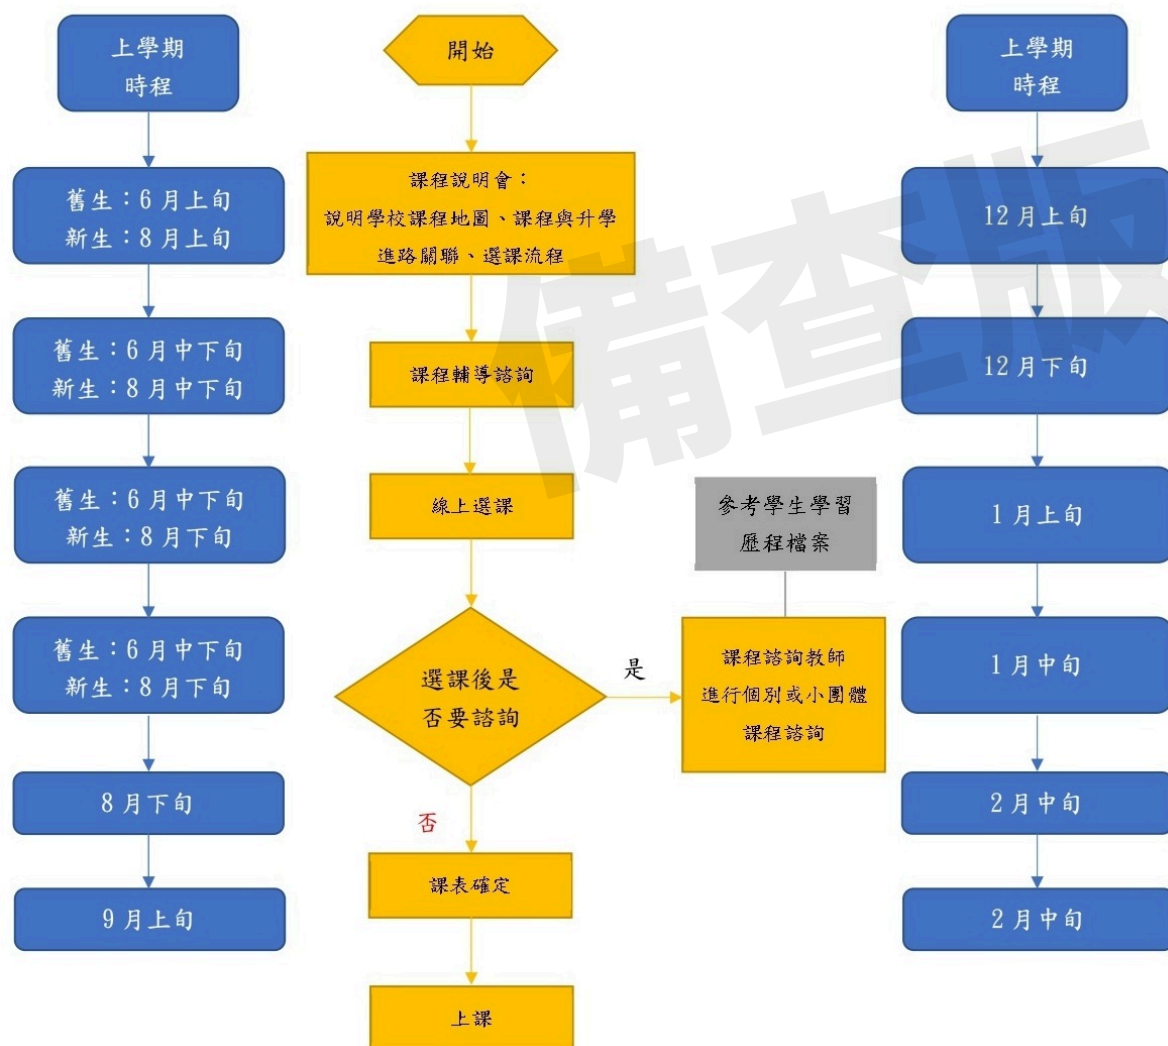 上學期
時程
舊生：6月上旬
新生：8月上旬
舊生：6月中下旬
新生：8月中下旬
舊生：6月中下旬
新生：8月下旬
舊生：6月中下旬
新生：8月下旬
8月下旬
9月上旬
開始
課程說明會：
說明學校課程地圖、課程與升學
進路關聯、選課流程
課程輔導諮詢
線上選課
選課後是
否要諮詢
是
否
參考學生學習
歷程檔案
課程諮詢教師
進行個別或小團體
課程諮詢
課表確定
上課
上學期
時程
12月上旬
12月下旬
1月上旬
1月中旬
2月中旬
2月中旬
備查版